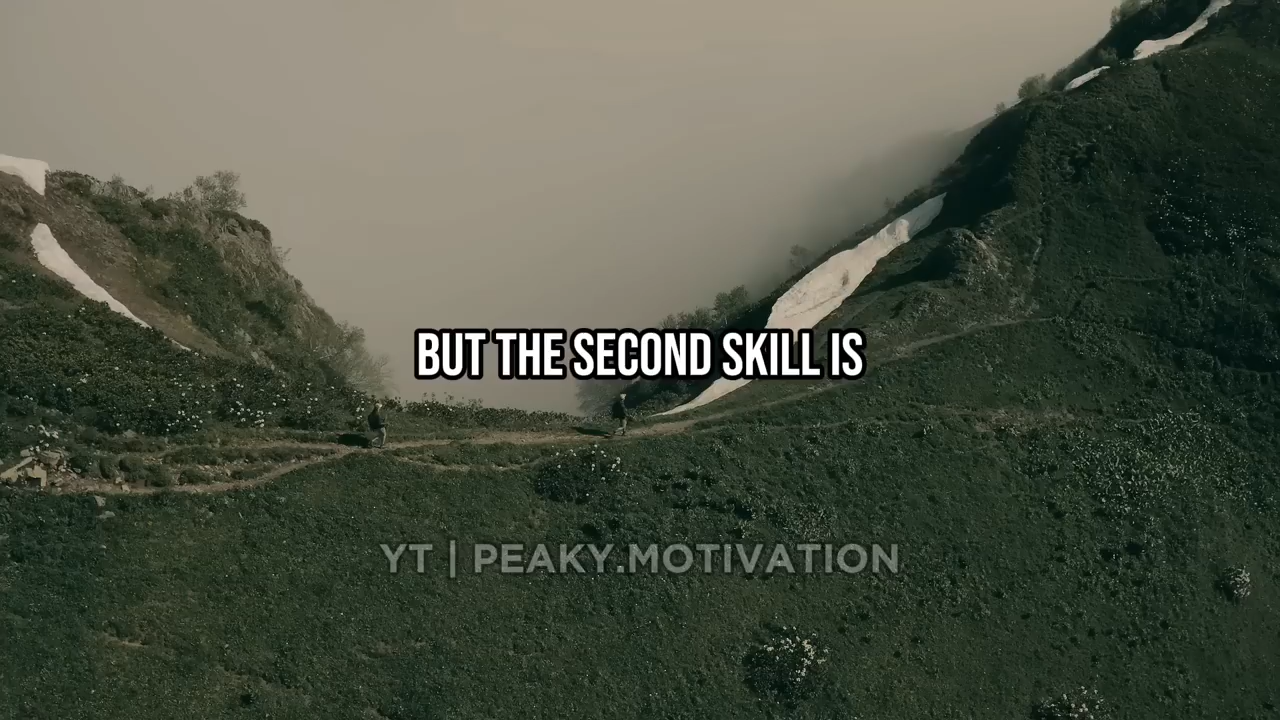 BUT THE SECOND SKILL IS
YT | PEAKY.MOTIVATION